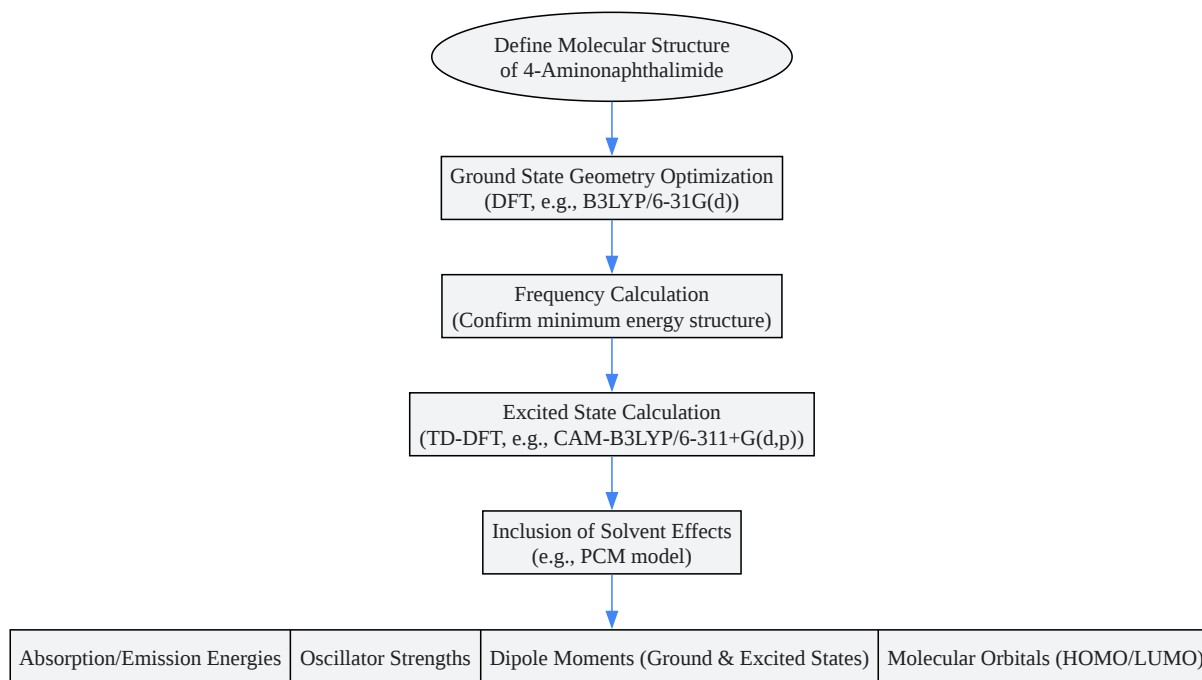 Define Molecular Structure
of 4-Aminonaphthalimide
Ground State Geometry Optimization
(DFT, e.g., B3LYP/6-31G(d))
Frequency Calculation
(Confirm minimum energy structure)
Excited State Calculation
(TD-DFT, e.g., CAM-B3LYP/6-311+G(d,p))
Inclusion of Solvent Effects
(e.g., PCM model)
Absorption/Emission Energies
Oscillator Strengths
Dipole Moments (Ground & Excited States)
Molecular Orbitals (HOMO/LUMO)